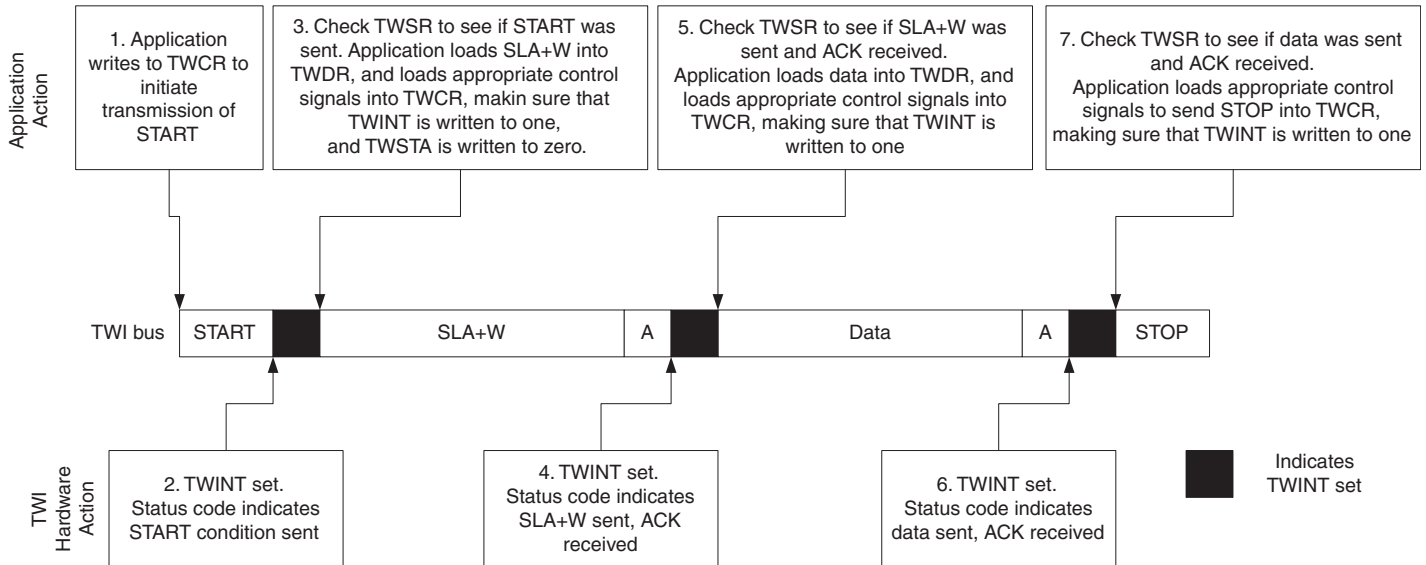 Application
Action
1. Application
writes to TWCR to
initiate
transmission of
START
3. Check TWSR to see if START was
sent. Application loads SLA+W into
TWDR, and loads appropriate control
signals into TWCR, makin sure that
TWINT is written to one,
and TWSTA is written to zero.
5. Check TWSR to see if SLA+W was
sent and ACK received.
Application loads data into TWDR, and
loads appropriate control signals into
TWCR, making sure that TWINT is
written to one
7. Check TWSR to see if data was sent
and ACK received.
Application loads appropriate control
signals to send STOP into TWCR,
making sure that TWINT is written to one
TWI bus
START
SLA+W
A
Data
A
STOP
TWI
Hardware
Action
2. TWINT set.
Status code indicates
START condition sent
4. TWINT set.
Status code indicates
SLA+W sent, ACK
received
6. TWINT set.
Status code indicates
data sent, ACK received
Indicates
TWINT set